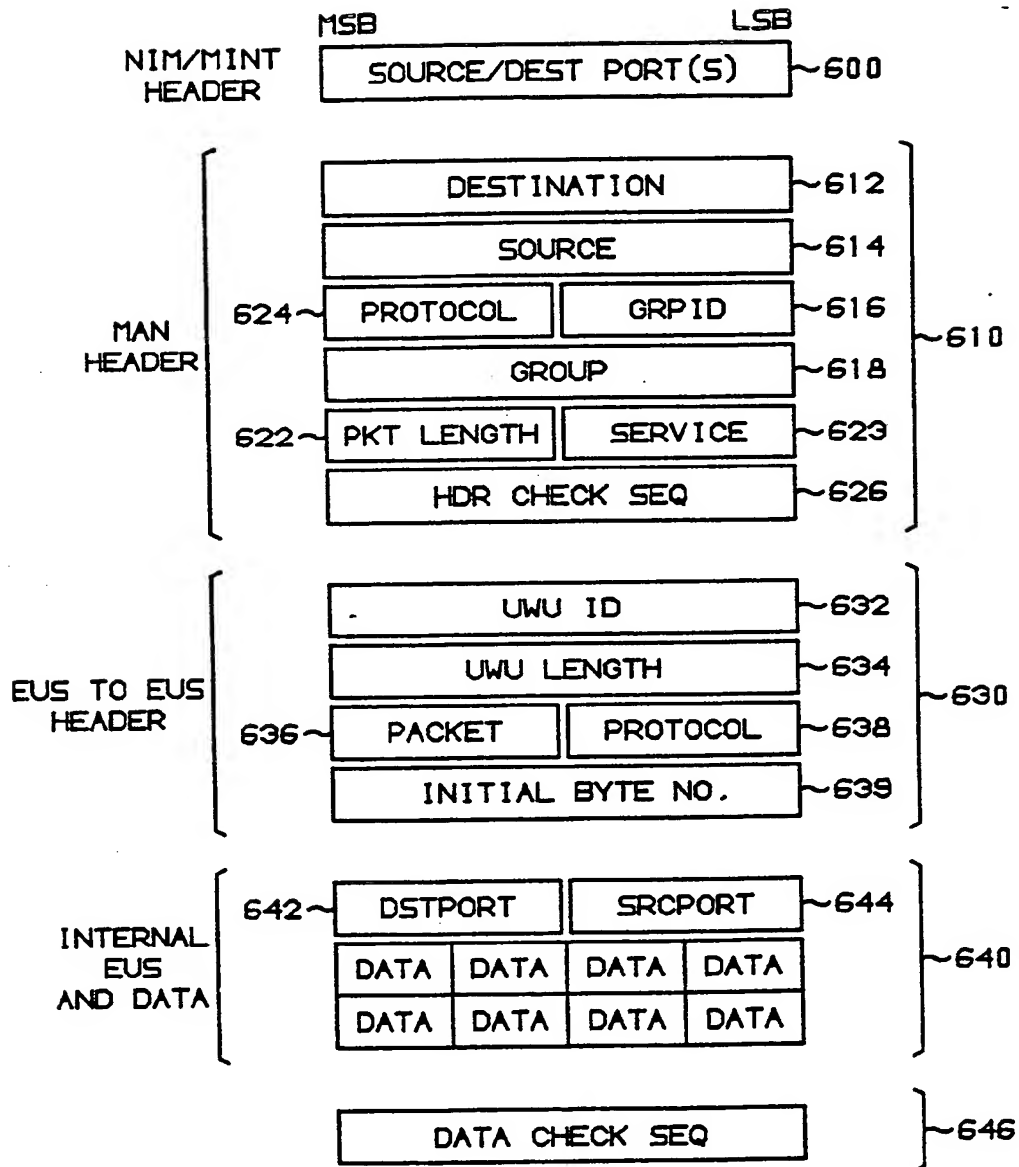 MSB LSB
NIM/MINT HEADER SOURCE/DEST PORT(S) 600
DESTINATION 612
SOURCE 614
624 PROTOCOL GRPID 616
MAN HEADER 610
GROUP 618
622 PKT LENGTH SERVICE 623
HDR CHECK SEQ 626
UWU ID 632
UWU LENGTH 634
EUS TO EUS HEADER 630
636 PACKET PROTOCOL 638
INITIAL BYTE NO. 639
642 DSTPORT SRCPORT 644
INTERNAL EUS AND DATA 640
DATA DATA DATA DATA
DATA DATA DATA DATA
DATA CHECK SEQ 646